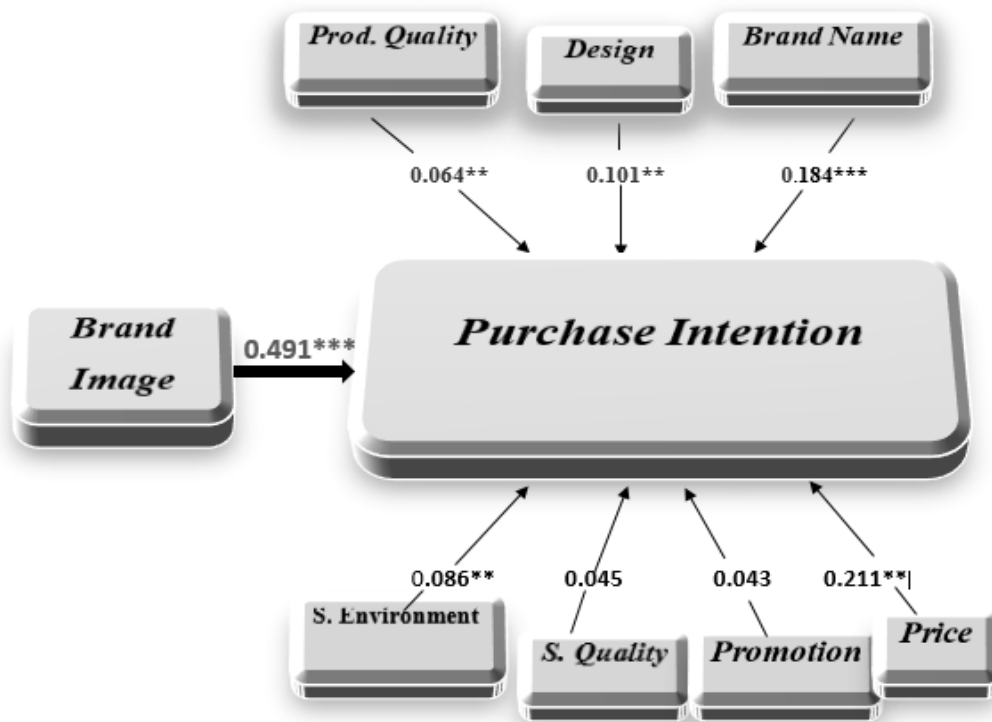 Prod. Quality
Design
Brand Name
0.064**
0.101**
0.184***
Brand
Image
0.491***
Purchase Intention
0.086**
0.045
0.043
0.211**|
S. Environment
S. Quality
Promotion
Price